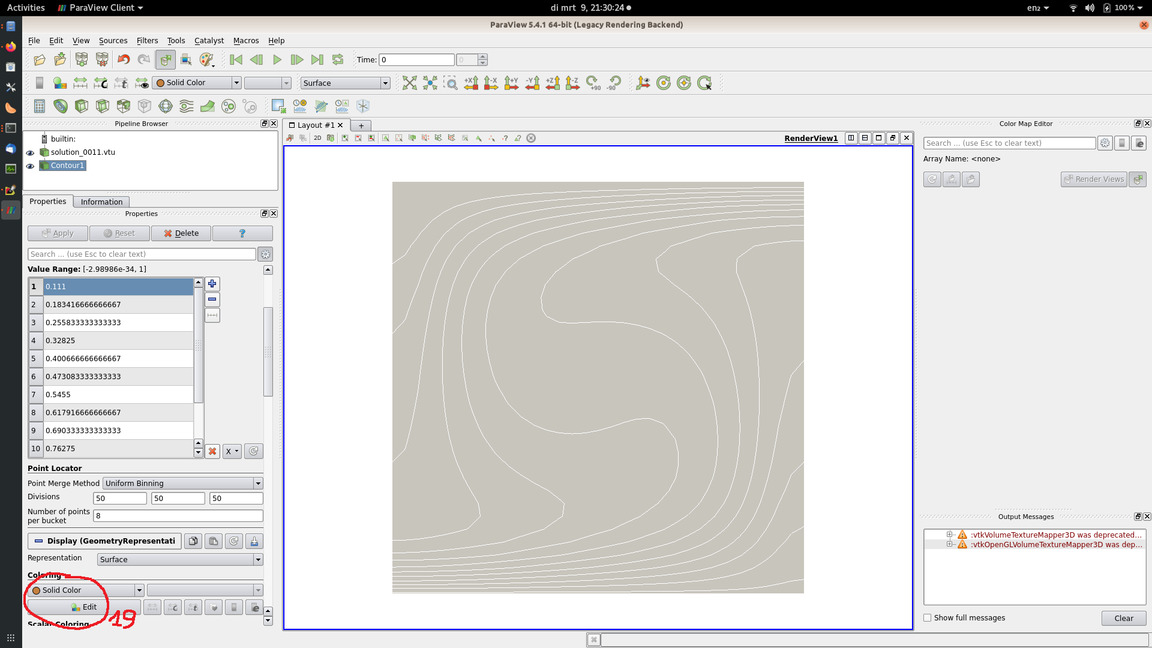 Activities ParaView Client di mrt 9, 21:30:24 en₂ 100%
ParaView 5.4.1 64-bit (Legacy Rendering Backend)
File Edit View Sources Filters Tools Catalyst Macros Help
Time: 0 0
Solid Color Surface
Pipeline Browser
builtin:
solution_0011.vtu
Contour1
Properties Information
Properties
Apply Reset Delete ?
Search ... (use Esc to clear text)
Value Range: [-2.98986e-34, 1]
1 0.111
2 0.183416666666667
3 0.255833333333333
4 0.32825
5 0.400666666666667
6 0.473083333333333
7 0.5455
8 0.617916666666667
9 0.690333333333333
10 0.76275
X
Point Locator
Point Merge Method Uniform Binning
Divisions 50 50 50
Number of points
per bucket 8
Display (GeometryRepresentati
Representation Surface
Coloring
Solid Color
Edit
19
Scalar Coloring
Layout #1
2D RenderView1
Color Map Editor
Search ... (use Esc to clear text)
Array Name: <none>
Render Views
Output Messages
:vtkVolumeTextureMapper3D was deprecated...
:vtkOpenGLVolumeTextureMapper3D was dep...
Show full messages Clear